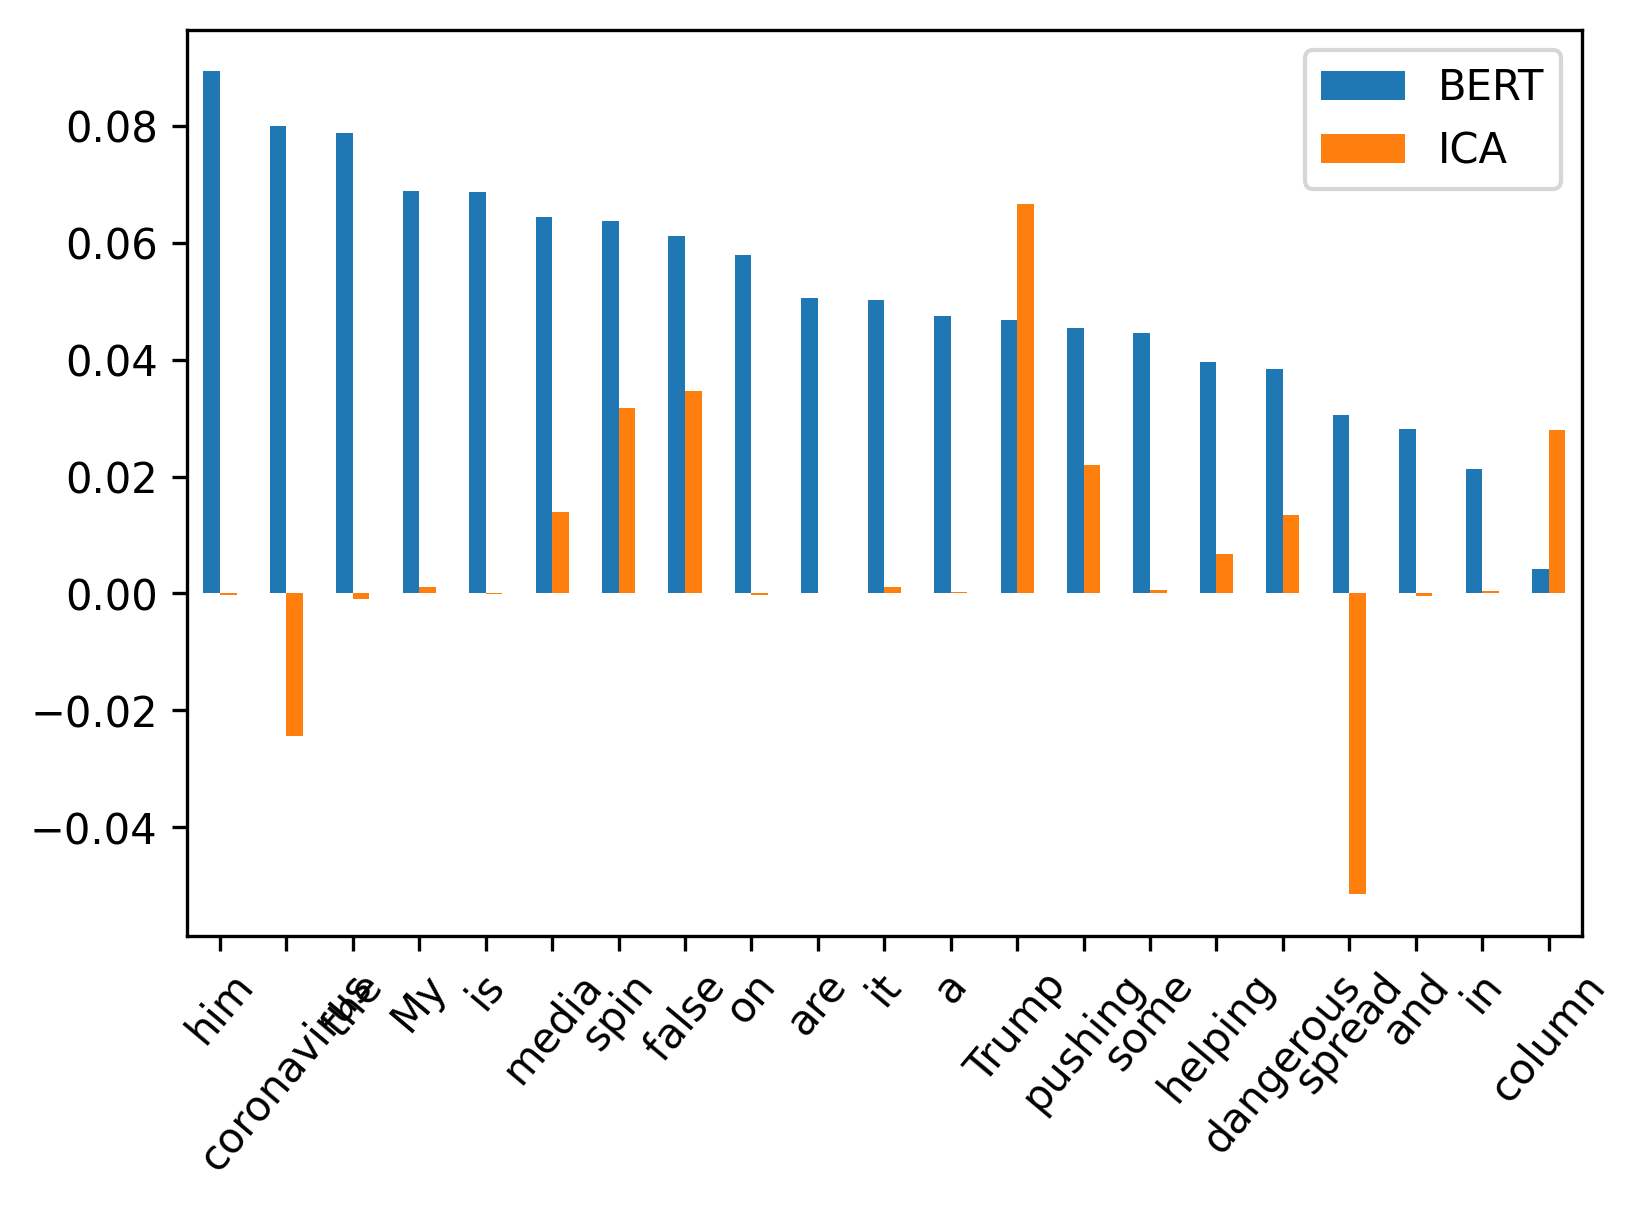 BERT
ICA
0.08
0.06
0.04
0.02
0.00
−0.02
−0.04
him
coronavirus
the
My
is
media
spin
false
on
are
it
a
Trump
pushing
some
helping
dangerous
spread
and
in
column